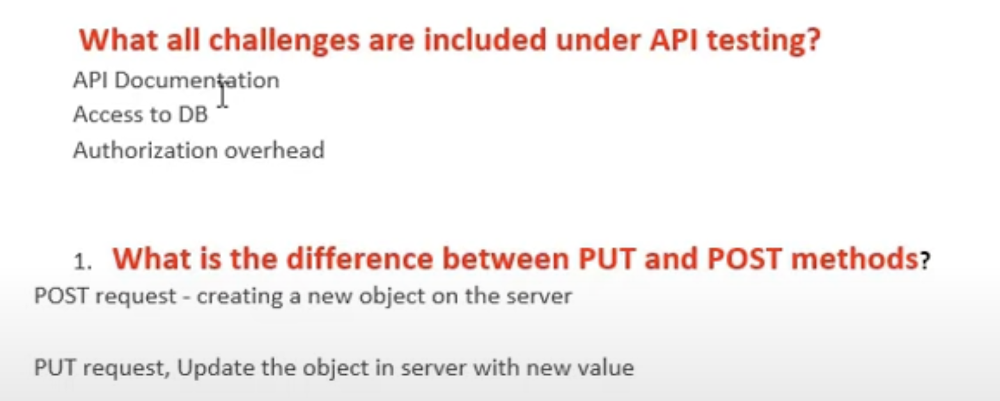 What all challenges are included under API testing?
API Documentation
Access to DB
Authorization overhead
1. What is the difference between PUT and POST methods?
POST request - creating a new object on the server
PUT request, Update the object in server with new value